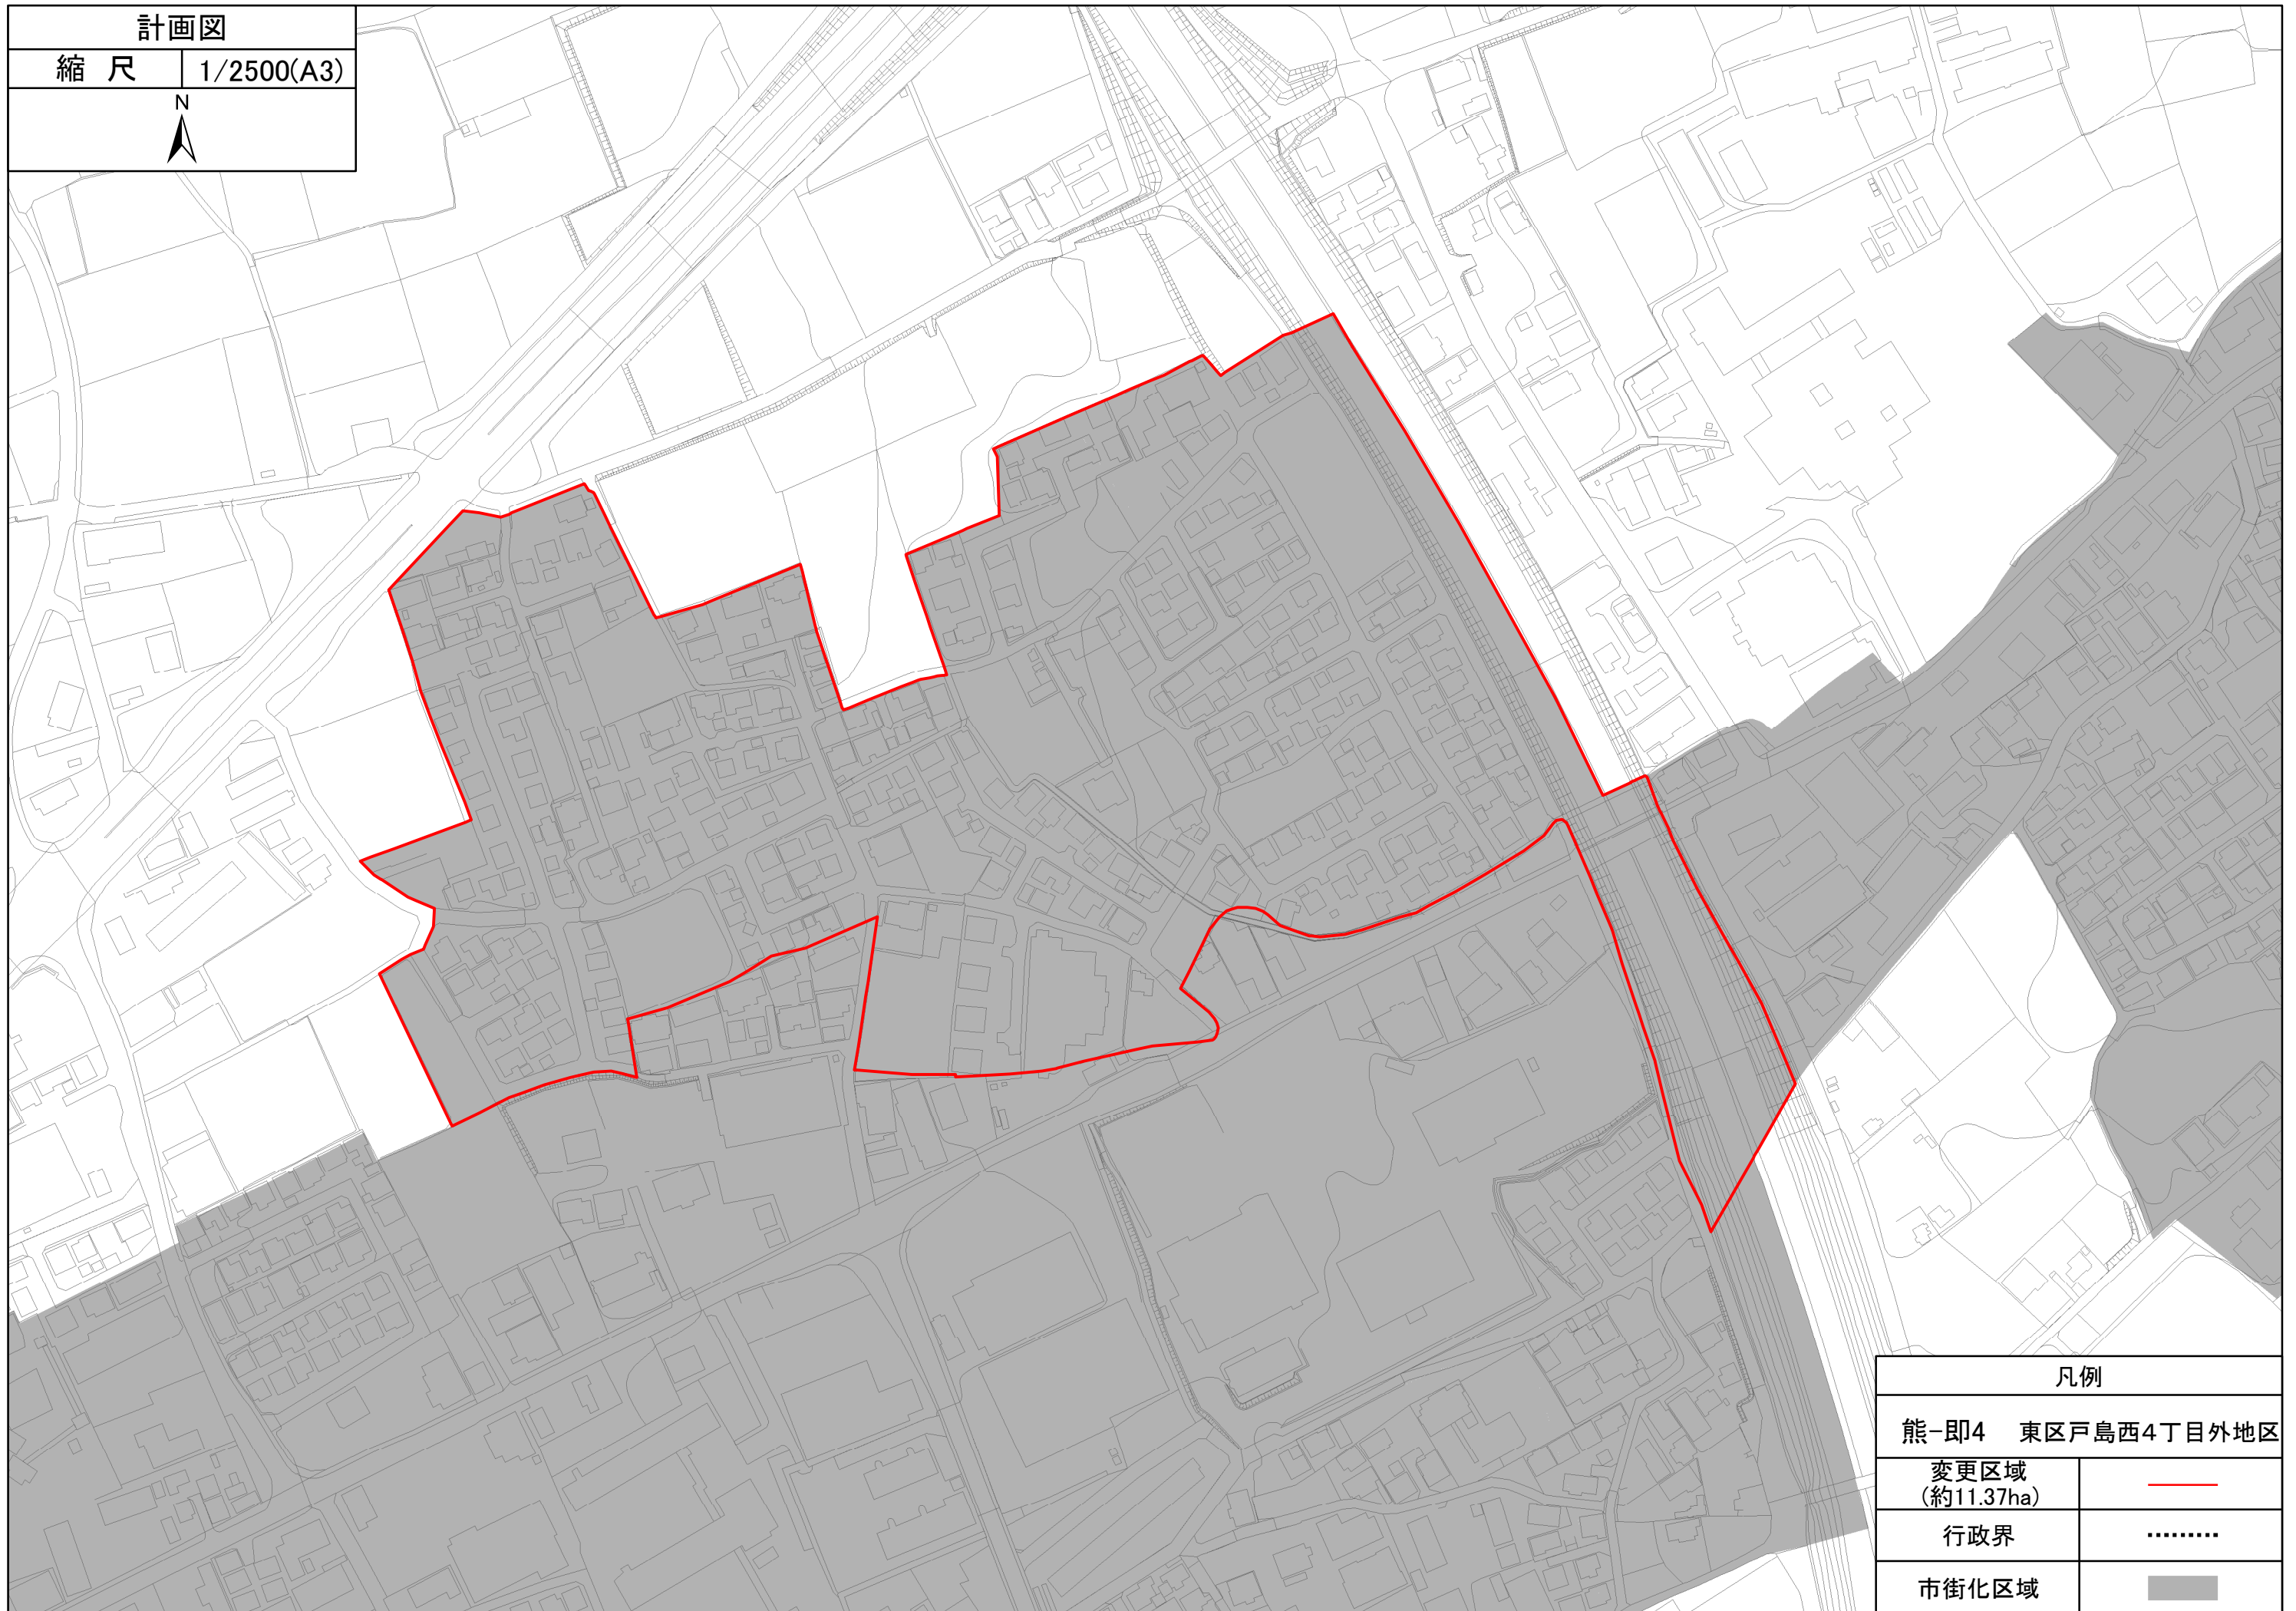 計画図
縮 尺 1/2500(A3)
N
凡例
熊-即4 東区戸島西4丁目外地区
変更区域
(約11.37ha)
行政界
市街化区域